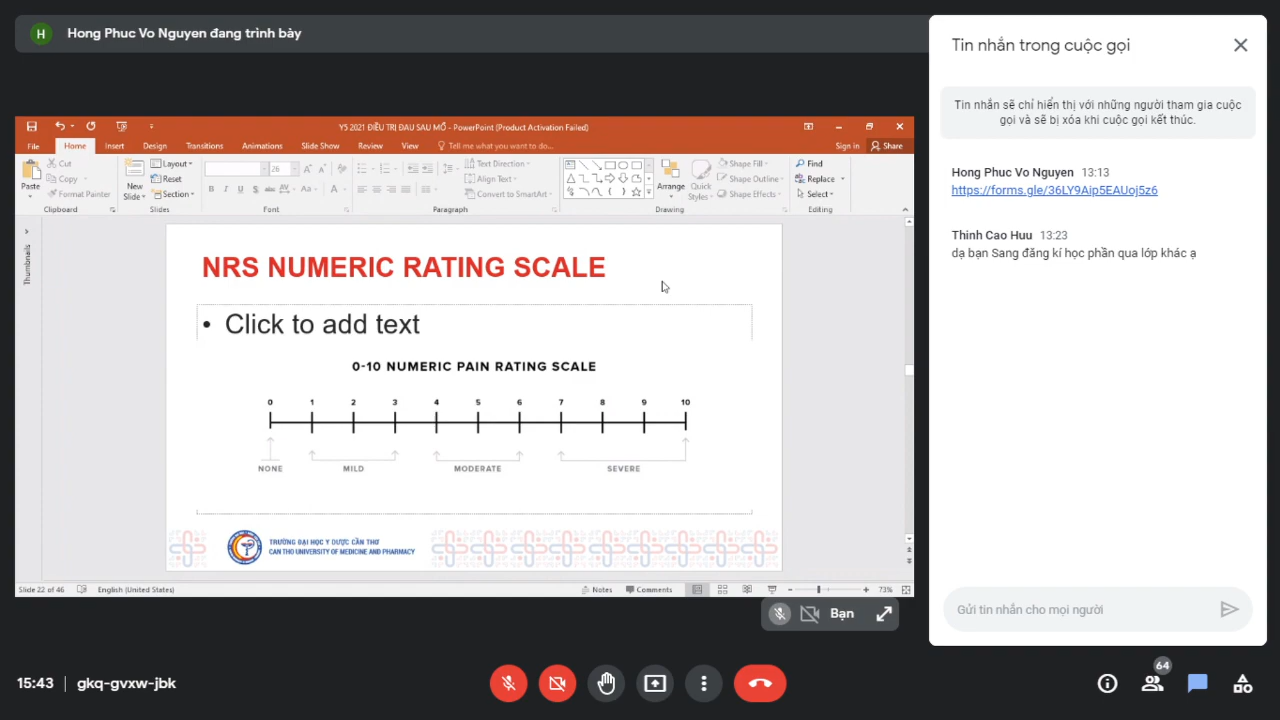 H
Hong Phuc Vo Nguyen đang trình bày
Y5 2021 ĐIỀU TRỊ ĐAU SAU MỔ - PowerPoint (Product Activation Failed)
File Home Insert Design Transitions Animations Slide Show Review View Tell me what you want to do... Sign in Share
Paste
Cut
Copy
Format Painter
Clipboard
New Slide
Layout
Reset
Section
Slides
26
B I U S abc AV Aa A
Font
Text Direction
Align Text
Convert to SmartArt
Paragraph
Arrange
Quick Styles
Shape Fill
Shape Outline
Shape Effects
Drawing
Find
Replace
Select
Editing
Thumbnails
NRS NUMERIC RATING SCALE
• Click to add text
0-10 NUMERIC PAIN RATING SCALE
0 1 2 3 4 5 6 7 8 9 10
NONE MILD MODERATE SEVERE
TRƯỜNG ĐẠI HỌC Y DƯỢC CẦN THƠ
CAN THO UNIVERSITY OF MEDICINE AND PHARMACY
Slide 22 of 46 English (United States) Notes Comments 73%
Bạn
15:43 | gkq-gvxw-jbk
64
Tin nhắn trong cuộc gọi
Tin nhắn sẽ chỉ hiển thị với những người tham gia cuộc
gọi và sẽ bị xóa khi cuộc gọi kết thúc.
Hong Phuc Vo Nguyen 13:13
https://forms.gle/36LY9Aip5EAUoj5z6
Thinh Cao Huu 13:23
dạ bạn Sang đăng kí học phần qua lớp khác ạ
Gửi tin nhắn cho mọi người